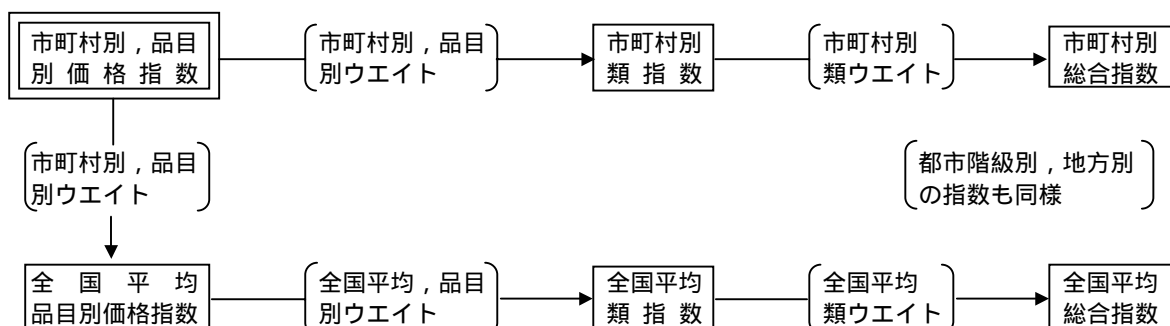 市町村別，品目
別価格指数
市町村別，品目
別ウエイト
市町村別
類指数
市町村別
類ウエイト
市町村別
総合指数
市町村別，品目
別ウエイト
都市階級別，地方別
の指数も同様
全国平均
品目別価格指数
全国平均，品目
別ウエイト
全国平均
類指数
全国平均
類ウエイト
全国平均
総合指数